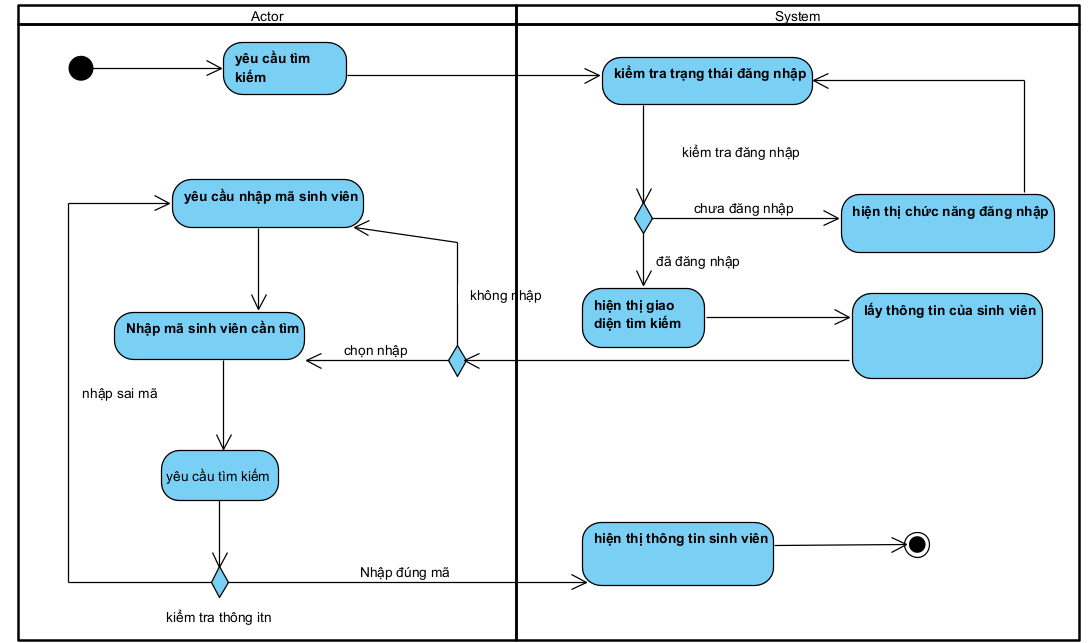 Actor
System
yêu cầu tìm
kiếm
kiểm tra trạng thái đăng nhập
kiểm tra đăng nhập
yêu cầu nhập mã sinh viên
chưa đăng nhập
hiện thị chức năng đăng nhập
đã đăng nhập
không nhập
hiện thị giao
diện tìm kiếm
lấy thông tin của sinh viên
Nhập mã sinh viên cần tìm
chọn nhập
nhập sai mã
yêu cầu tìm kiếm
hiện thị thông tin sinh viên
Nhập đúng mã
kiểm tra thông itn